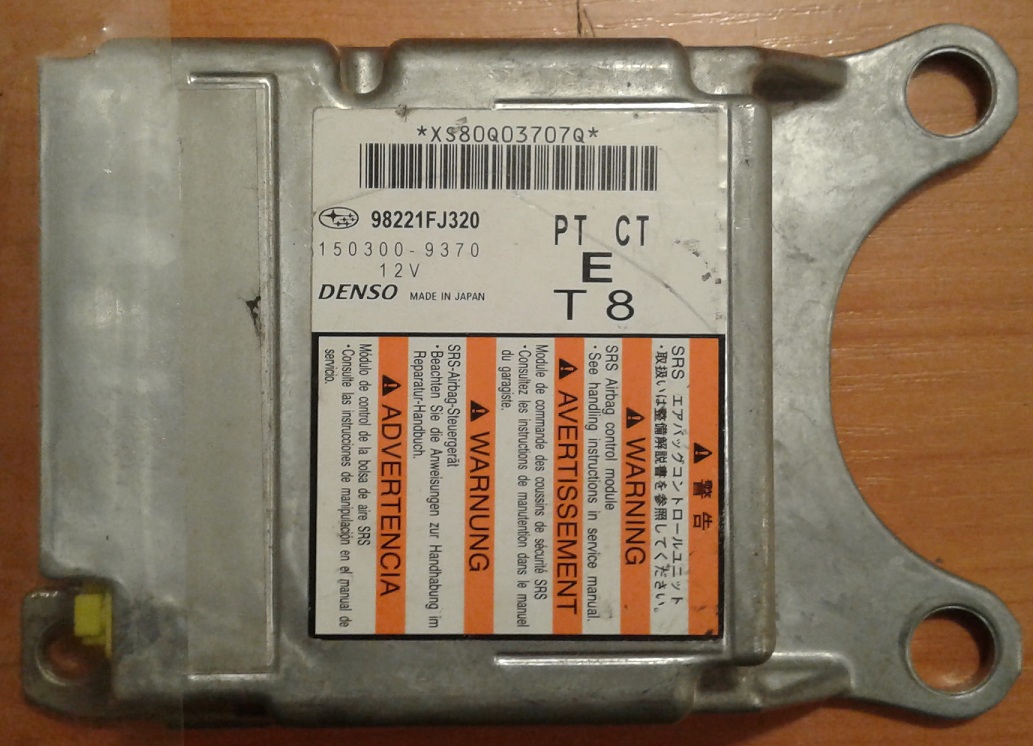 *XS80Q03707Q*
98221FJ320
150300-9370
12V
DENSO MADE IN JAPAN
PT CT
E
T8
警告
SRS エアバッグコントロールユニット
・取扱いは整備解説書を参照してください。
WARNING
SRS Airbag control module
・See handling instructions in service manual.
AVERTISSEMENT
Module de commande des coussins de sécurité SRS
・Consultez les instructions de manutention dans le manuel
du garagiste.
WARNUNG
SRS-Airbag-Steuergerät
・Beachten Sie die Anweisungen zur Handhabung im
Reparatur-Handbuch.
ADVERTENCIA
Módulo de control de la bolsa de aire SRS
・Consulte las instrucciones de manipulación en el manual de
servicio.